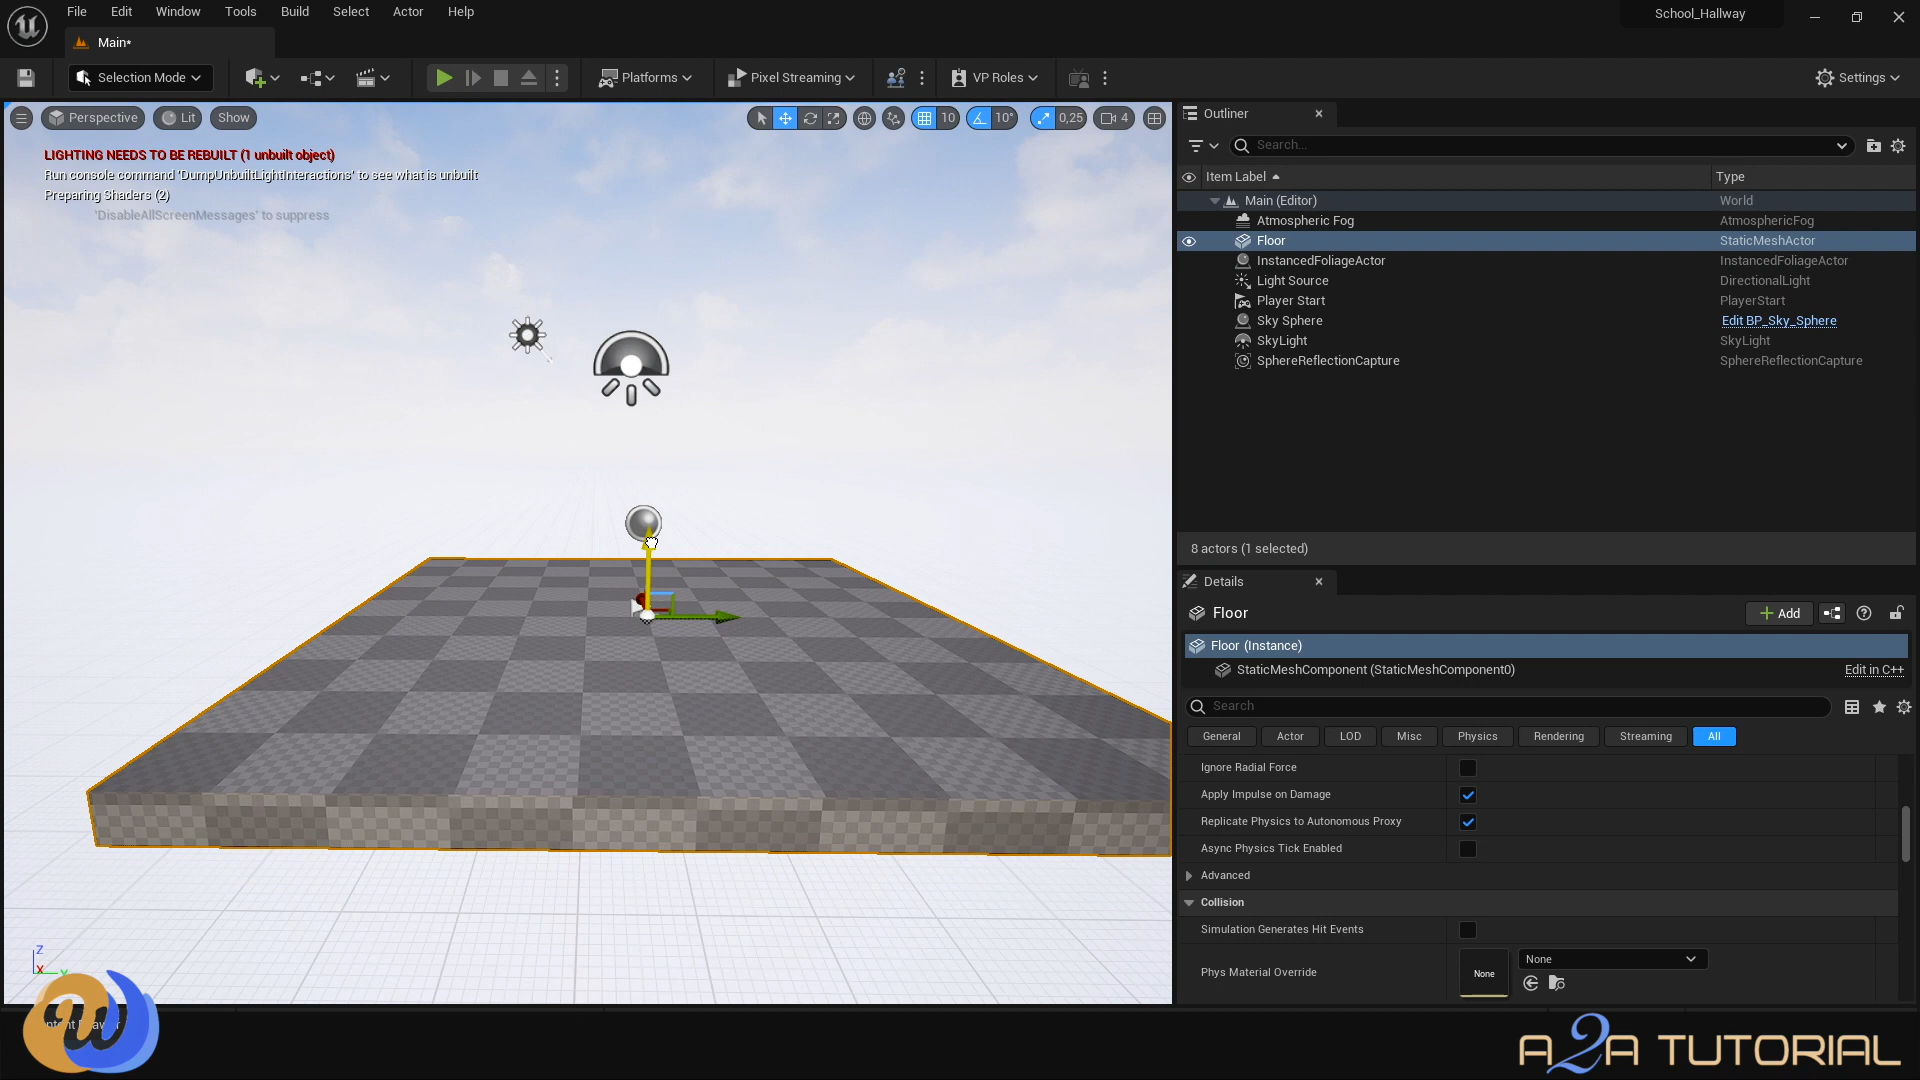 File Edit Window Tools Build Select Actor Help
School_Hallway
Main*
Selection Mode
Platforms
Pixel Streaming
VP Roles
Settings
Perspective Lit Show
10 10° 0,25 4
LIGHTING NEEDS TO BE REBUILT (1 unbuilt object)
Run console command 'DumpUnbuiltLightInteractions' to see what is unbuilt
Preparing Shaders (2)
'DisableAllScreenMessages' to suppress
Z
X Y
Outliner
Search...
Item Label Type
Main (Editor) World
Atmospheric Fog AtmosphericFog
Floor StaticMeshActor
InstancedFoliageActor InstancedFoliageActor
Light Source DirectionalLight
Player Start PlayerStart
Sky Sphere Edit BP_Sky_Sphere
SkyLight SkyLight
SphereReflectionCapture SphereReflectionCapture
8 actors (1 selected)
Details
Floor
Add
Floor (Instance)
StaticMeshComponent (StaticMeshComponent0) Edit in C++
Search
General Actor LOD Misc Physics Rendering Streaming All
Ignore Radial Force
Apply Impulse on Damage
Replicate Physics to Autonomous Proxy
Async Physics Tick Enabled
Advanced
Collision
Simulation Generates Hit Events
Phys Material Override None None
A2A TUTORIAL